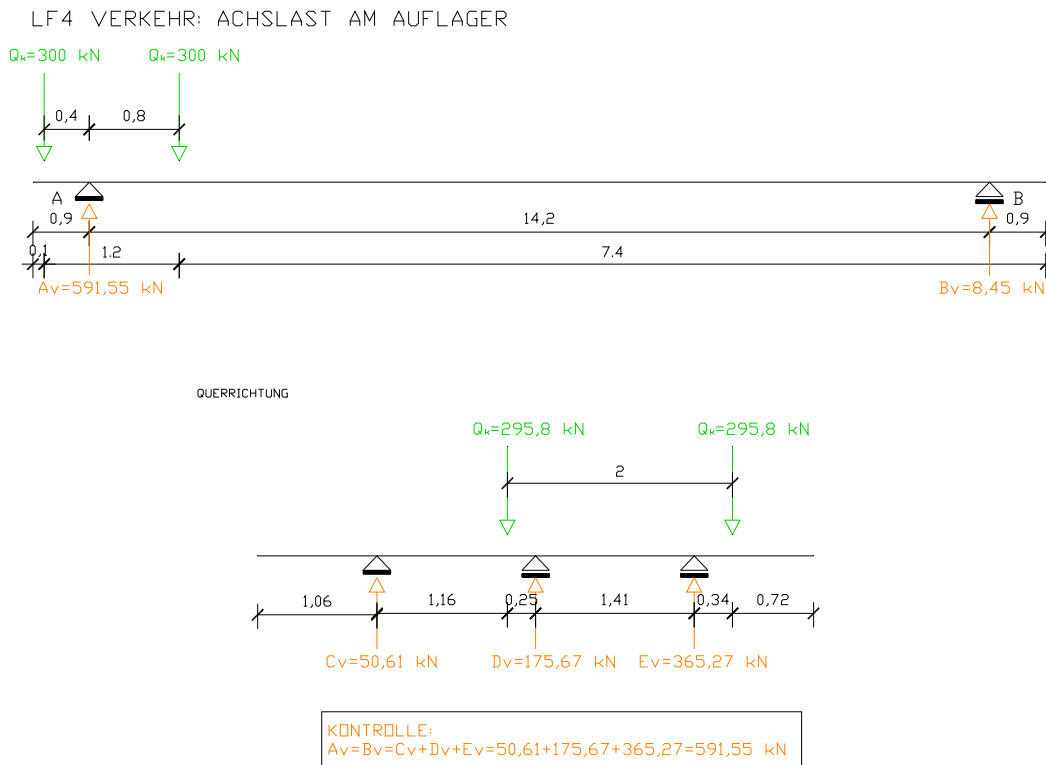 LF4 VERKEHR: ACHSLAST AM AUFLAGER
Qk=300 kN Qk=300 kN
0,4 0,8
A B
0,9 14,2 0,9
0,1 1.2 7.4
Av=591,55 kN Bv=8,45 kN
QUERRICHTUNG
Qk=295,8 kN Qk=295,8 kN
2
1,06 1,16 0,25 1,41 0,34 0,72
Cv=50,61 kN Dv=175,67 kN Ev=365,27 kN
KONTROLLE:
Av=Bv=Cv+Dv+Ev=50,61+175,67+365,27=591,55 kN